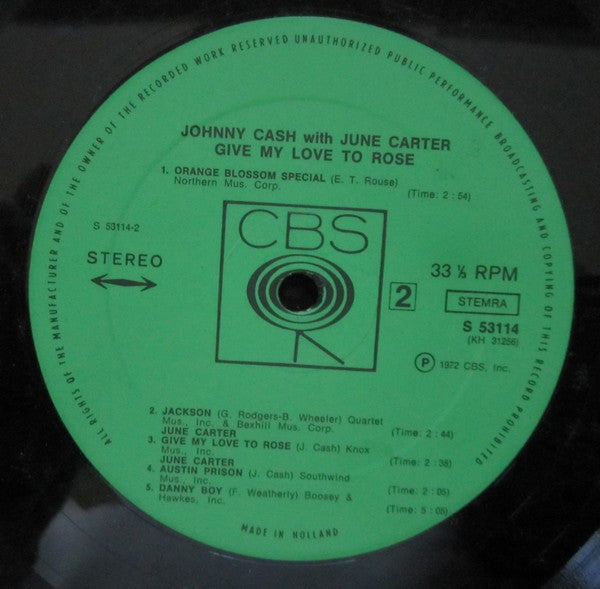 ALL RIGHTS OF THE MANUFACTURER AND OF THE OWNER OF THE RECORDED WORK RESERVED UNAUTHORIZED PUBLIC PERFORMANCE BROADCASTING AND COPYING OF THIS RECORD PROHIBITED
JOHNNY CASH with JUNE CARTER
GIVE MY LOVE TO ROSE
1. ORANGE BLOSSOM SPECIAL (E. T. Rouse)
Northern Mus. Corp. (Time: 2 : 54)
S 53114-2
STEREO
CBS
33 ⅓ RPM
2
STEMRA
S 53114
(KH 31256)
Ⓟ 1972 CBS, Inc.
2. JACKSON (G. Rodgers-B. Wheeler) Quartet
Mus., Inc. & Bexhill Mus. Corp.
JUNE CARTER (Time: 2 : 44)
3. GIVE MY LOVE TO ROSE (J. Cash) Knox
Mus., Inc.
JUNE CARTER (Time: 2 : 38)
4. AUSTIN PRISON (J. Cash) Southwind
Mus., Inc. (Time: 2 : 05)
5. DANNY BOY (F. Weatherly) Boosey &
Hawkes, Inc. (Time: 5 : 05)
MADE IN HOLLAND